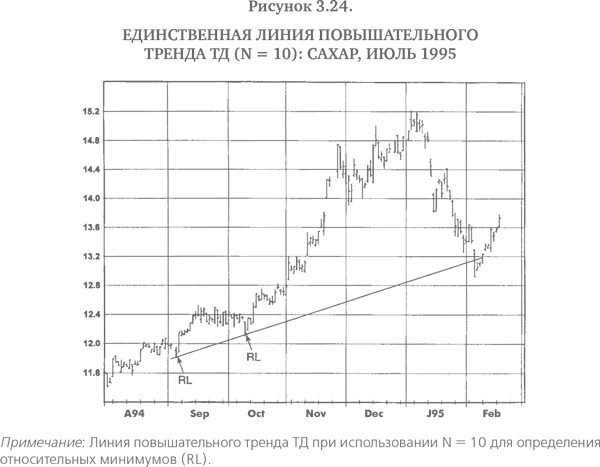 Рисунок 3.24.
ЕДИНСТВЕННАЯ ЛИНИЯ ПОВЫШАТЕЛЬНОГО
ТРЕНДА ТД (N = 10): САХАР, ИЮЛЬ 1995
15.2
14.8
14.4
14.0
13.6
13.2
12.8
12.4
12.0
11.6
RL
RL
A94 Sep Oct Nov Dec J95 Feb
Примечание: Линия повышательного тренда ТД при использовании N = 10 для определения
относительных минимумов (RL).